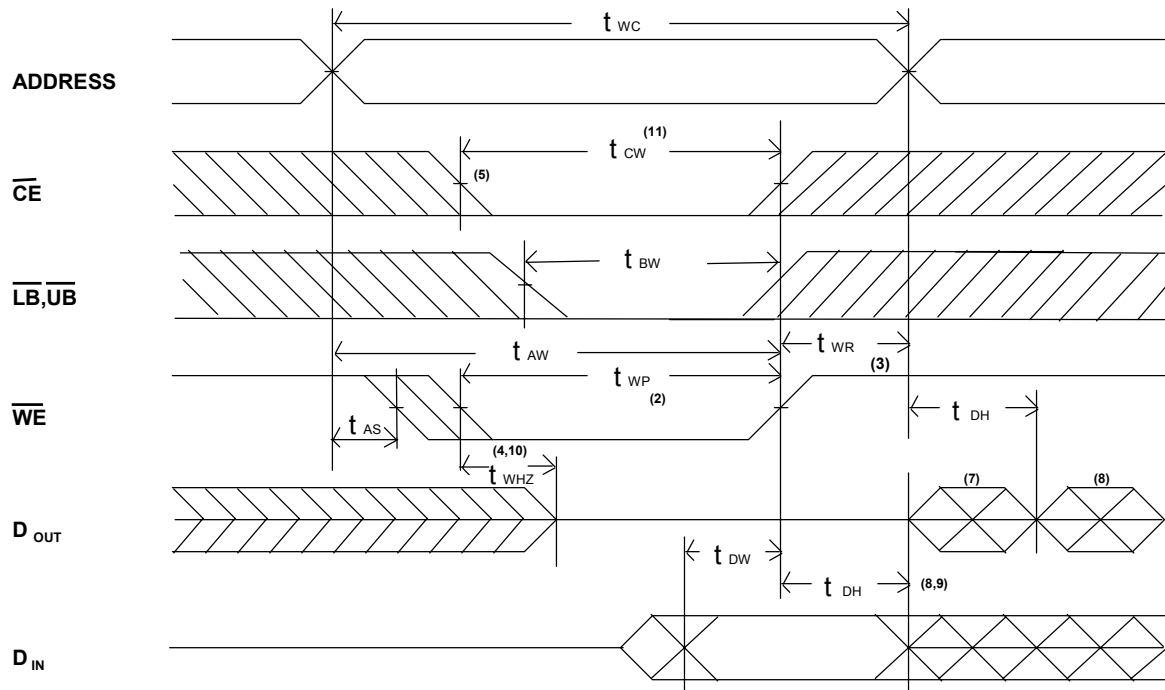 t WC
ADDRESS
t CW (11)
CE (5)
t BW
LB,UB
t AW
t WR
t WP (2)
(3)
WE
t AS
t DH
(4,10)
t WHZ
(7)
(8)
D OUT
t DW
t DH
(8,9)
D IN